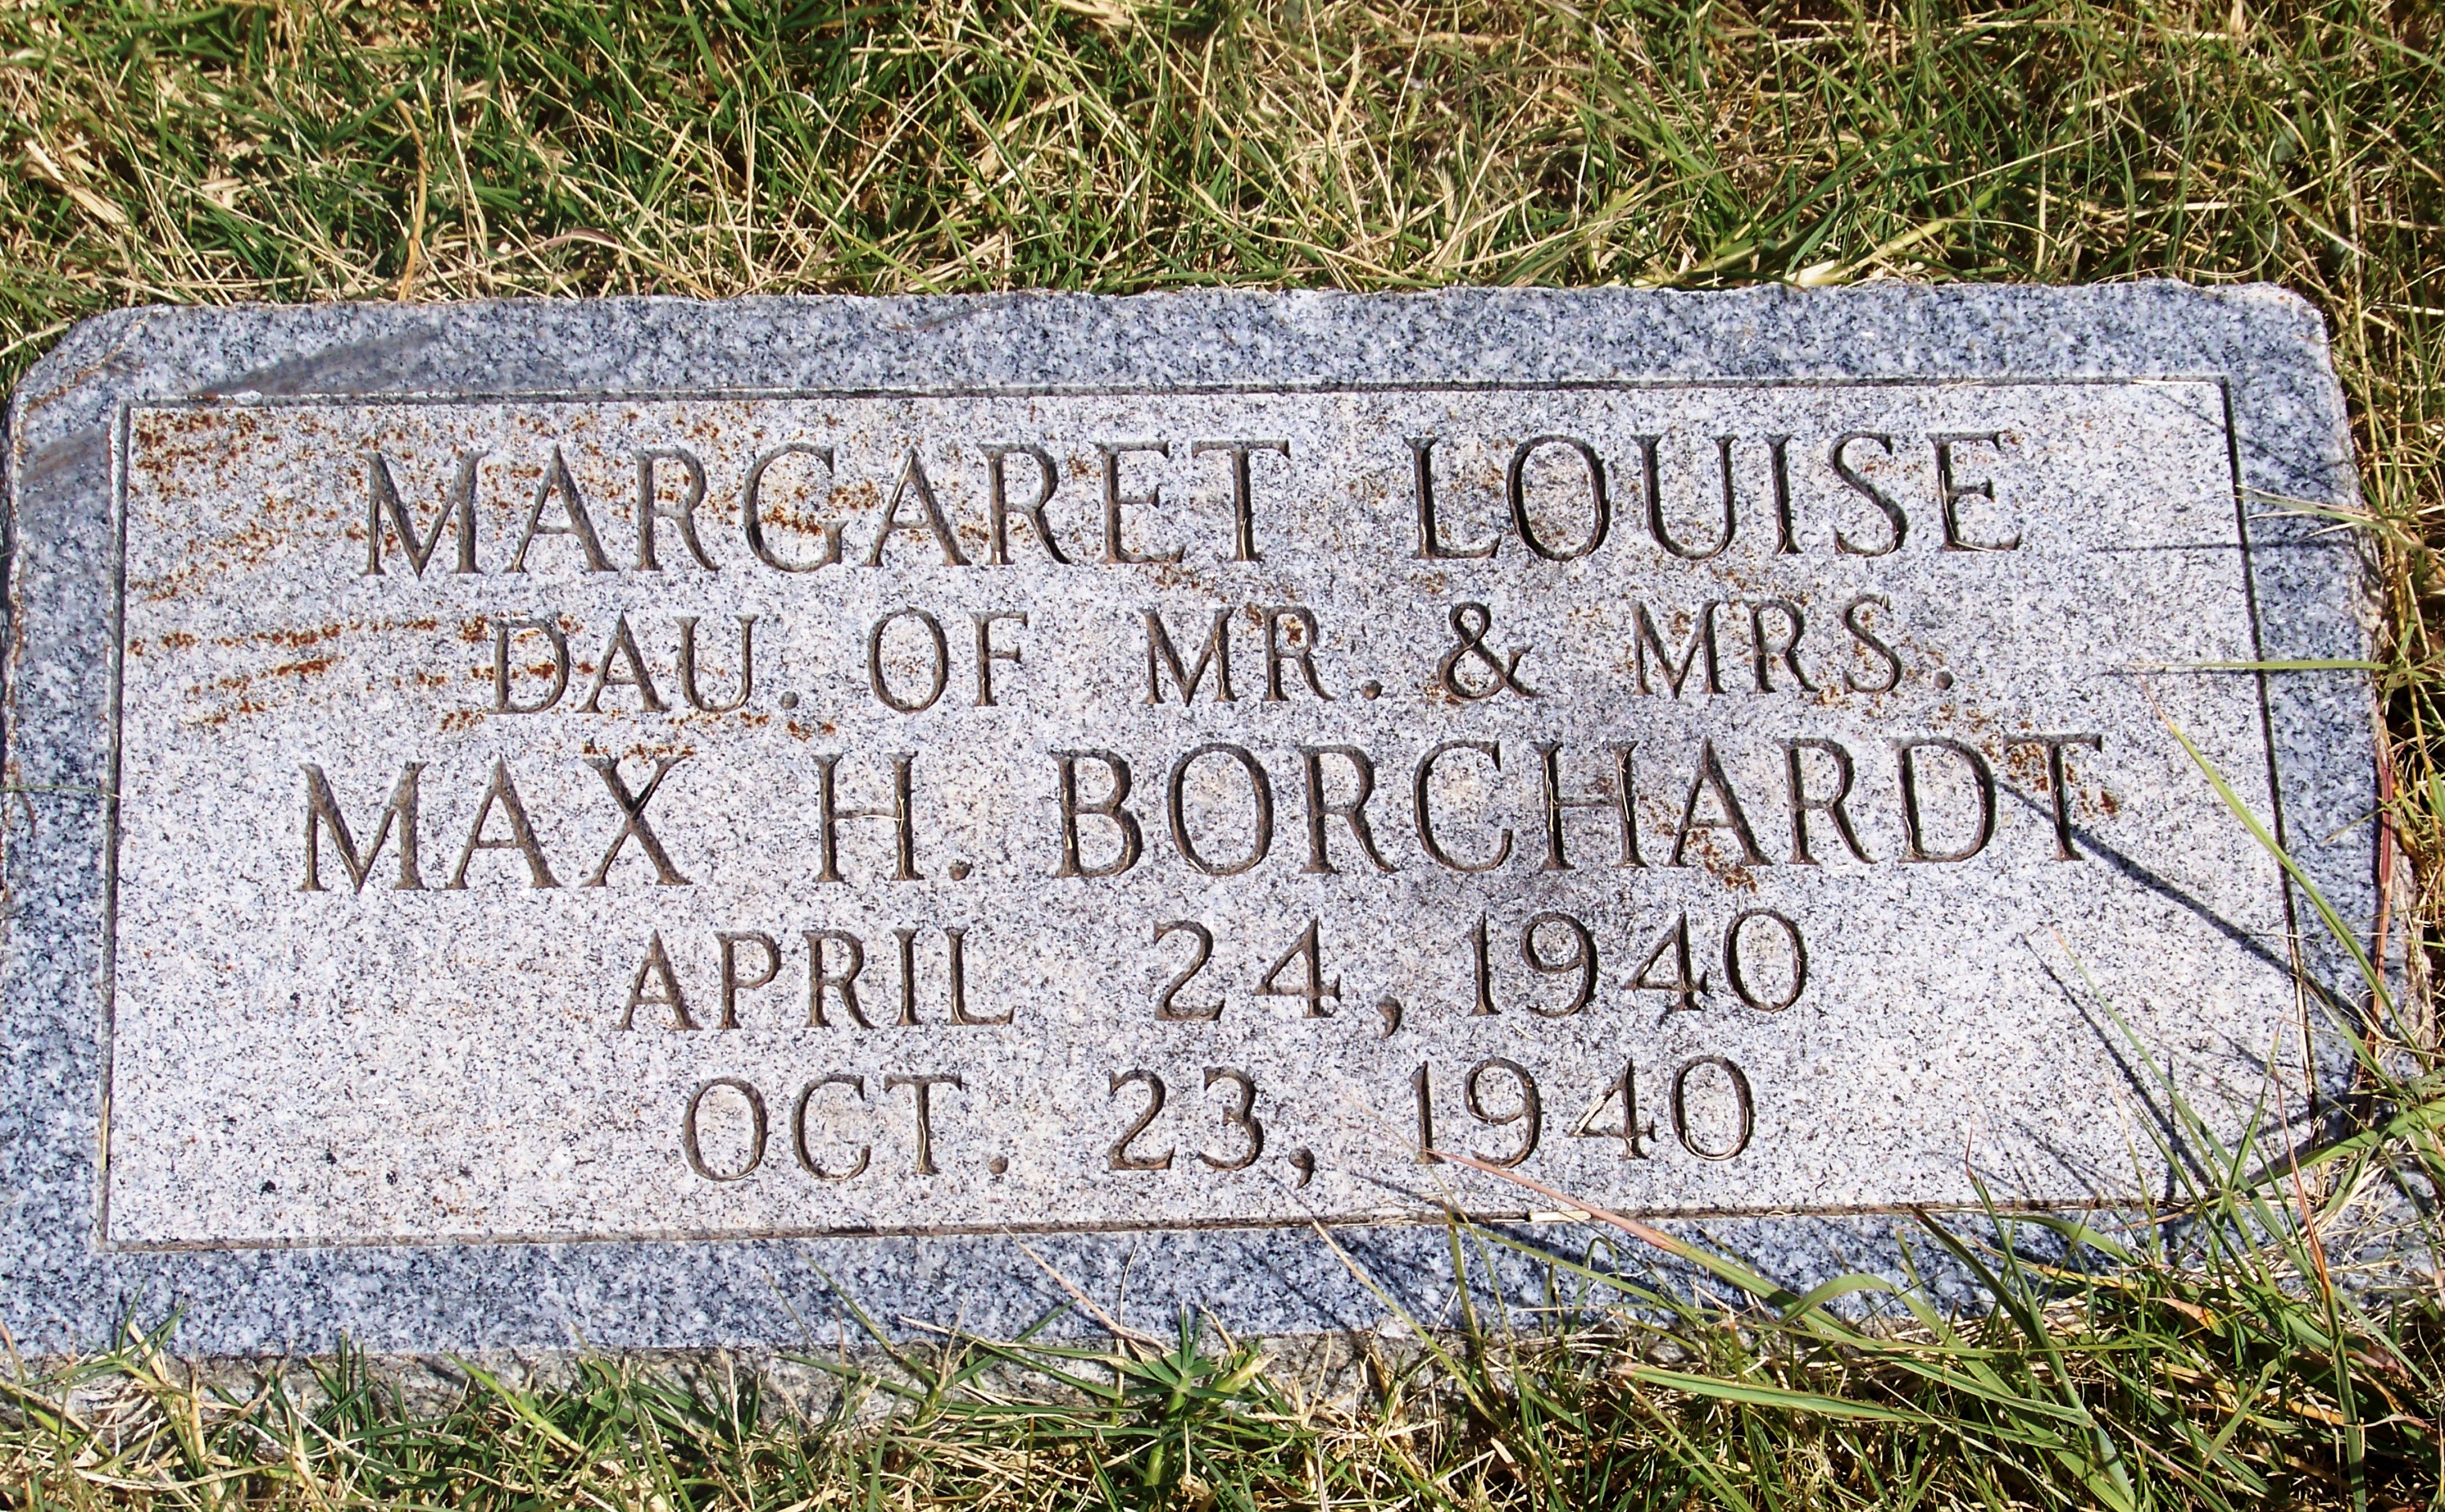 MARGARET LOUISE
DAU. OF MR. & MRS.
MAX H. BORCHARDT
APRIL 24, 1940
OCT. 23, 1940